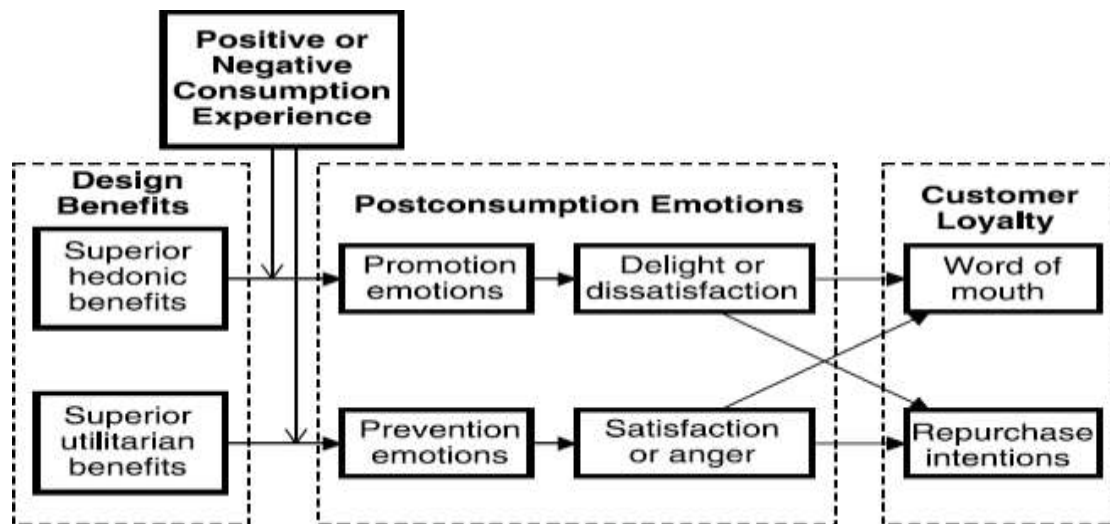 Positive or
Negative
Consumption
Experience
Design
Benefits
Postconsumption Emotions
Customer
Loyalty
Superior
hedonic
benefits
Promotion
emotions
Delight or
dissatisfaction
Word of
mouth
Superior
utilitarian
benefits
Prevention
emotions
Satisfaction
or anger
Repurchase
intentions